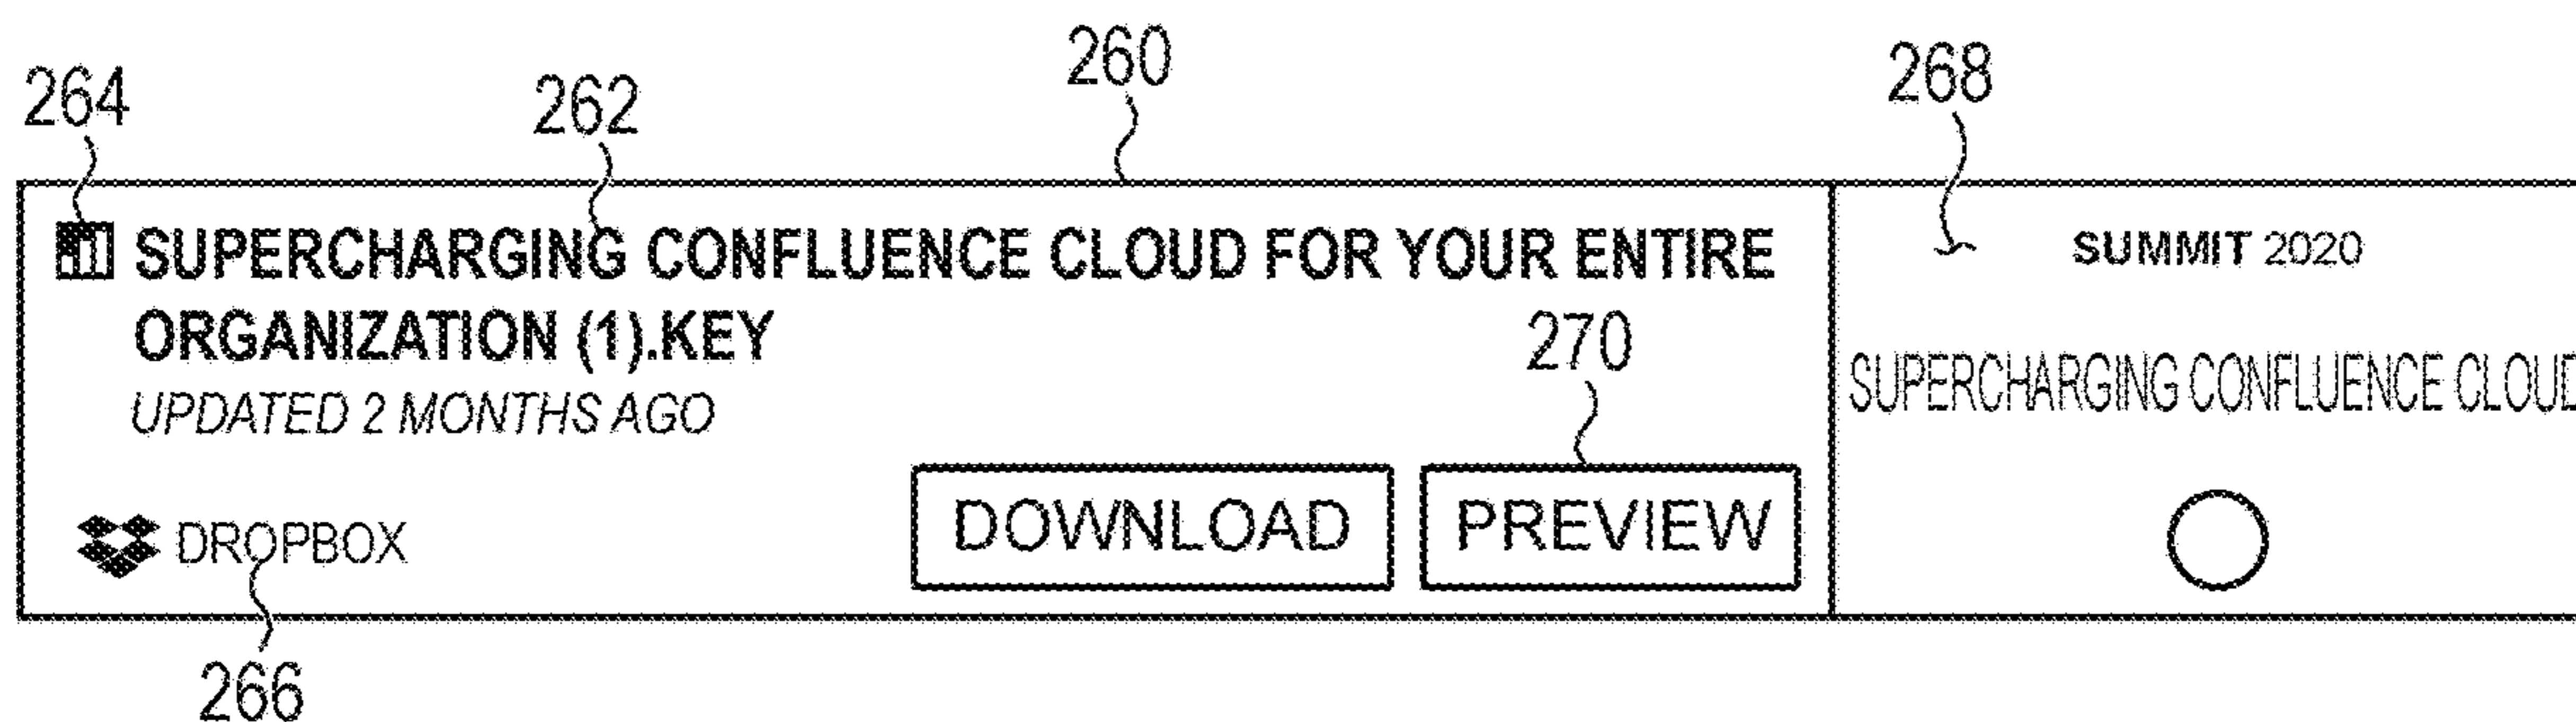 264
262
260
268
SUPERCHARGING CONFLUENCE CLOUD FOR YOUR ENTIRE
ORGANIZATION (1).KEY
UPDATED 2 MONTHS AGO
270
DROPBOX
DOWNLOAD
PREVIEW
SUMMIT 2020
SUPERCHARGING CONFLUENCE CLOUD
266